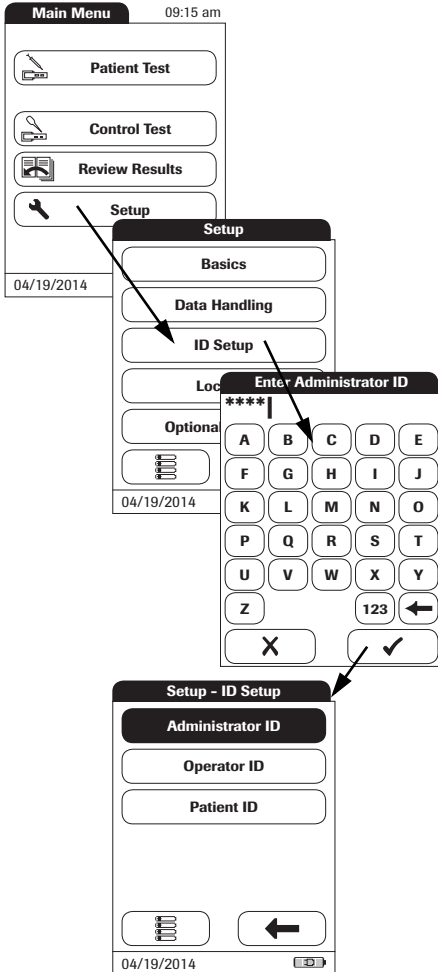 Main Menu 09:15 am
Patient Test
Control Test
Review Results
Setup
04/19/2014
Setup
Basics
Data Handling
ID Setup
Loc
Optional
04/19/2014
Enter Administrator ID
****
A B C D E
F G H I J
K L M N O
P Q R S T
U V W X Y
Z 123
Setup - ID Setup
Administrator ID
Operator ID
Patient ID
04/19/2014